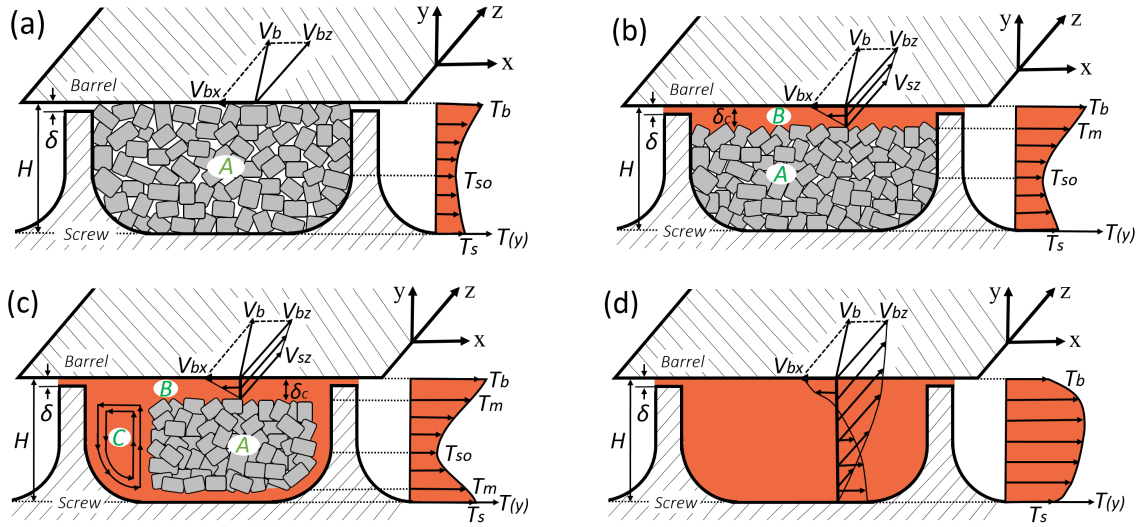 (a)
y
z
x
Barrel
Vb
Vbz
Vbx
Tb
δ
H
A
Tso
Screw
Ts
T(y)
(b)
y
z
x
Barrel
Vb
Vbz
Vbx
Vsz
Tb
δ
δc
B
Tm
H
A
Tso
Screw
Ts
T(y)
(c)
y
z
x
Barrel
Vb
Vbz
Vbx
Vsz
Tb
δ
B
δc
Tm
H
C
A
Tso
Tm
Screw
Ts
T(y)
(d)
y
z
x
Barrel
Vb
Vbz
Vbx
Tb
δ
H
Screw
Ts
T(y)